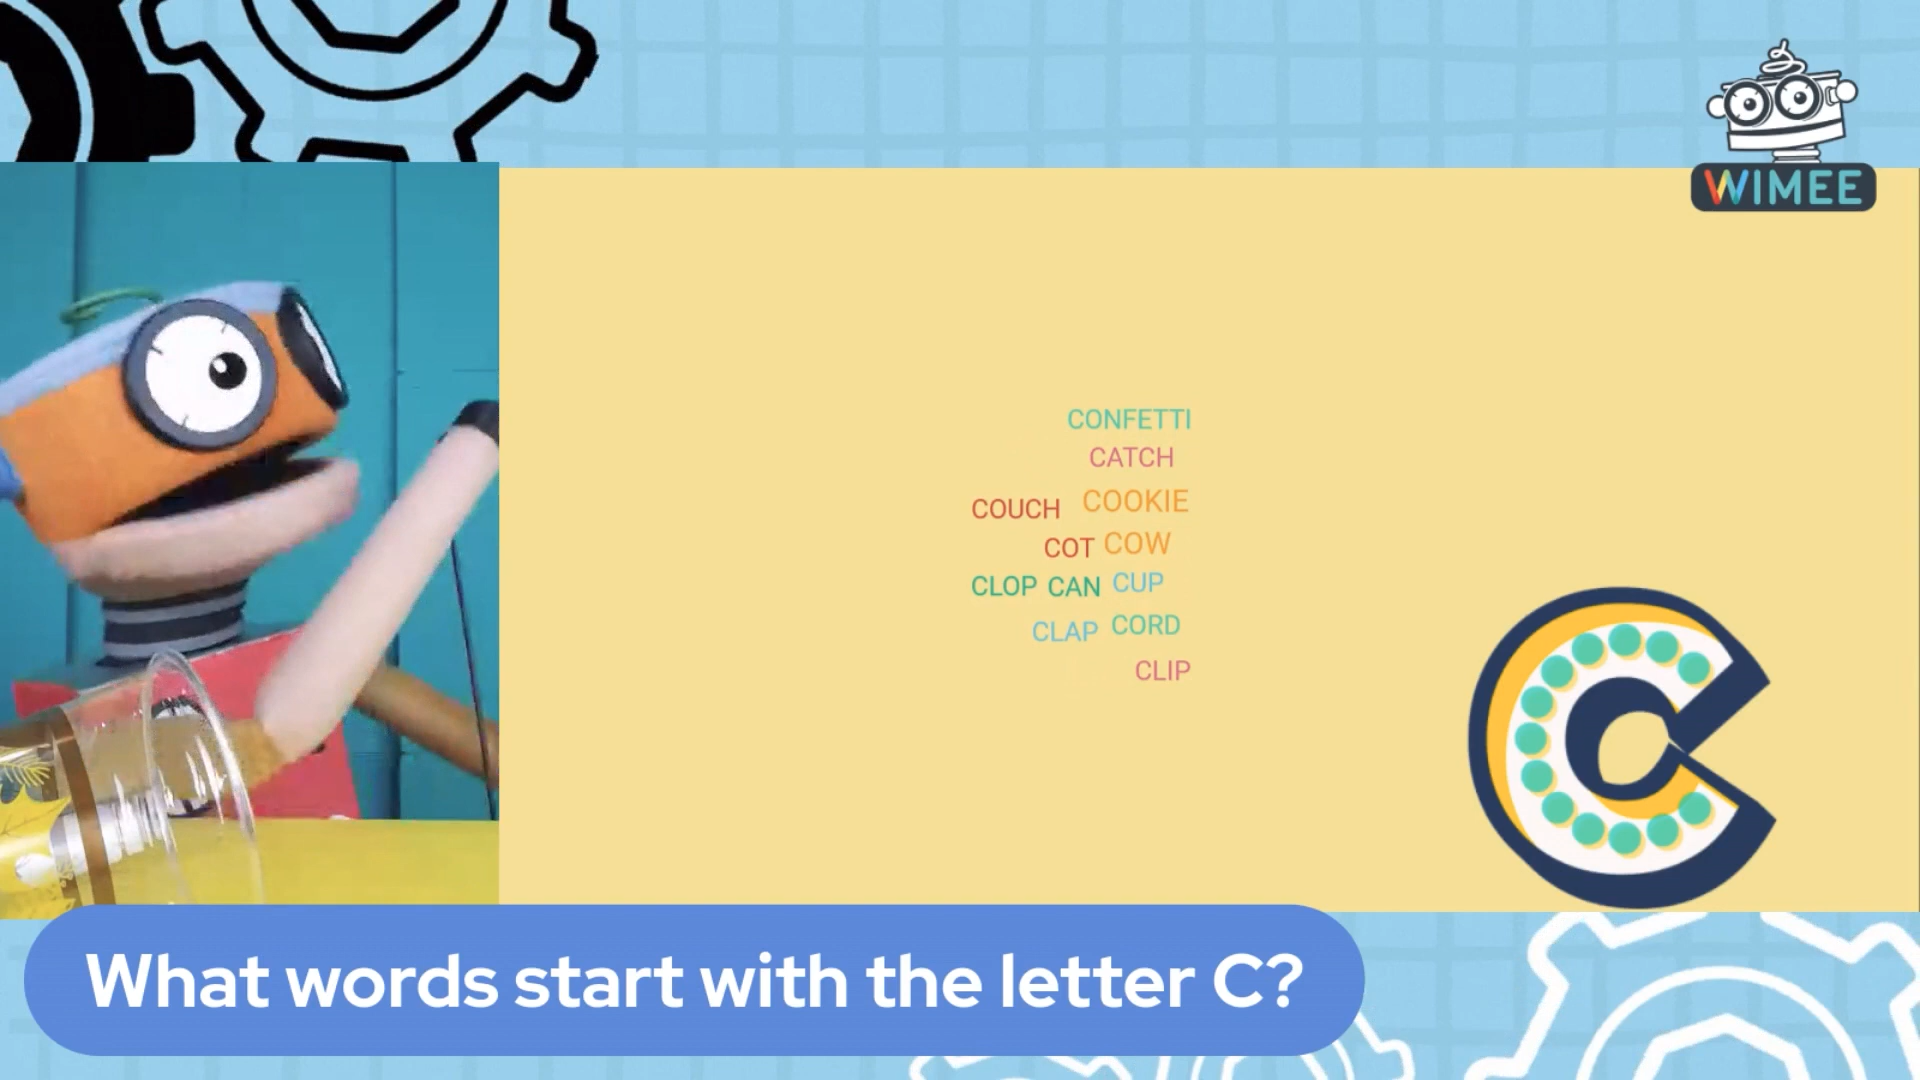 WIMEE
CONFETTI
CATCH
COUCH COOKIE
COT COW
CLOP CAN CUP
CLAP CORD
CLIP
C
What words start with the letter C?